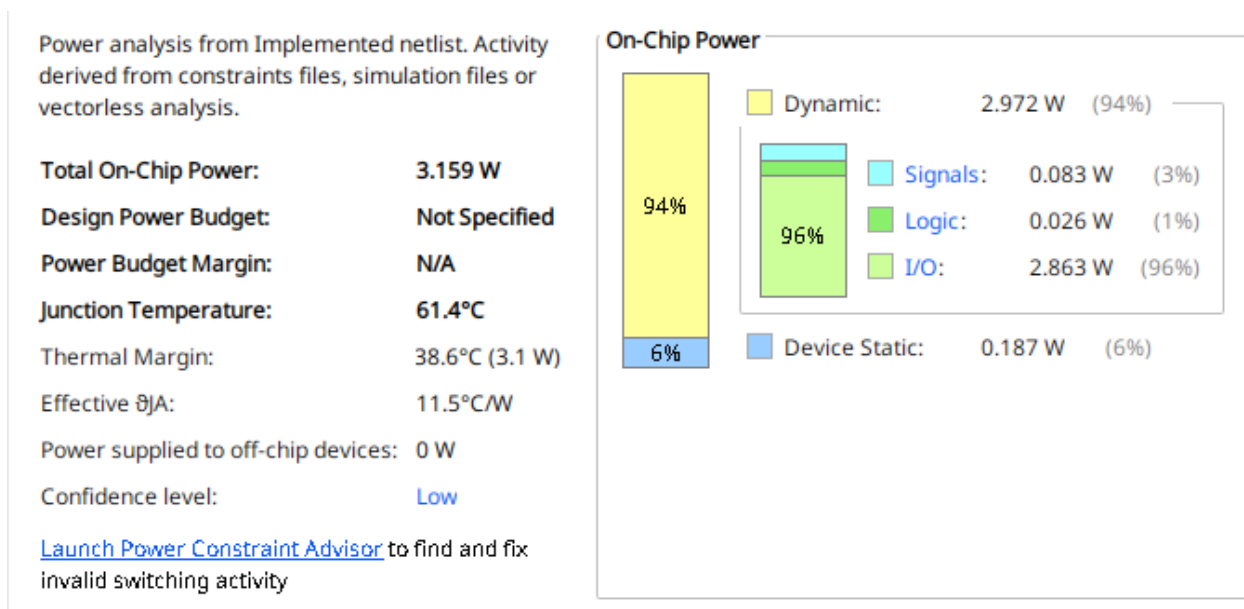 Power analysis from Implemented netlist. Activity
derived from constraints files, simulation files or
vectorless analysis.
Total On-Chip Power: 3.159 W
Design Power Budget: Not Specified
Power Budget Margin: N/A
Junction Temperature: 61.4°C
Thermal Margin: 38.6°C (3.1 W)
Effective ϑJA: 11.5°C/W
Power supplied to off-chip devices: 0 W
Confidence level: Low
Launch Power Constraint Advisor to find and fix
invalid switching activity
On-Chip Power
94%
6%
Dynamic: 2.972 W (94%)
96%
Signals: 0.083 W (3%)
Logic: 0.026 W (1%)
I/O: 2.863 W (96%)
Device Static: 0.187 W (6%)